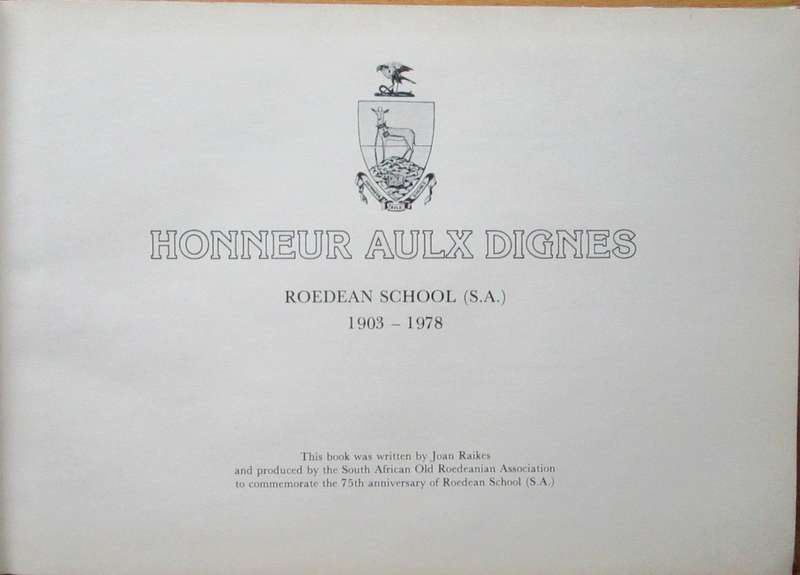 HONNEUR AULX DIGNES
ROEDEAN SCHOOL (S.A.)
1903 – 1978
This book was written by Joan Raikes
and produced by the South African Old Roedeanian Association
to commemorate the 75th anniversary of Roedean School (S.A.)